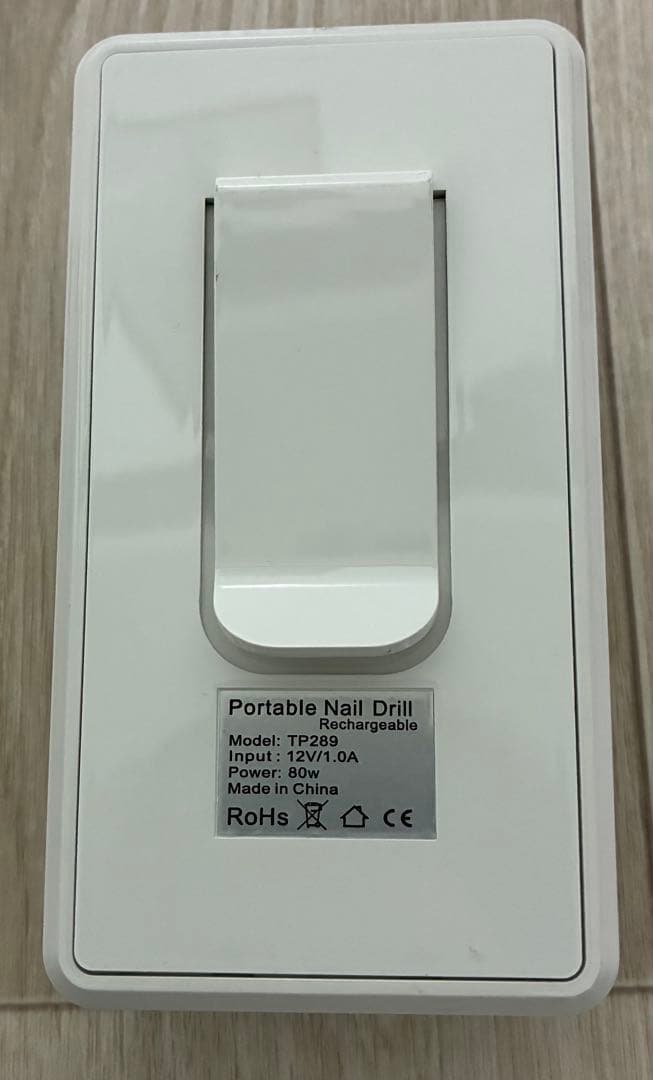 Portable Nail Drill
Rechargeable
Model: TP289
Input : 12V/1.0A
Power: 80w
Made in China
RoHs CE